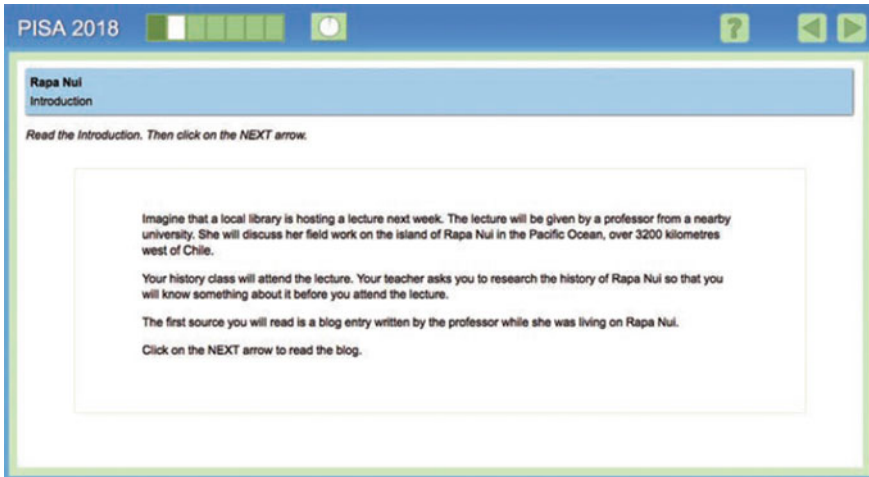 PISA 2018
?
Rapa Nui
Introduction
Read the Introduction. Then click on the NEXT arrow.
Imagine that a local library is hosting a lecture next week. The lecture will be given by a professor from a nearby
university. She will discuss her field work on the island of Rapa Nui in the Pacific Ocean, over 3200 kilometres
west of Chile.
Your history class will attend the lecture. Your teacher asks you to research the history of Rapa Nui so that you
will know something about it before you attend the lecture.
The first source you will read is a blog entry written by the professor while she was living on Rapa Nui.
Click on the NEXT arrow to read the blog.